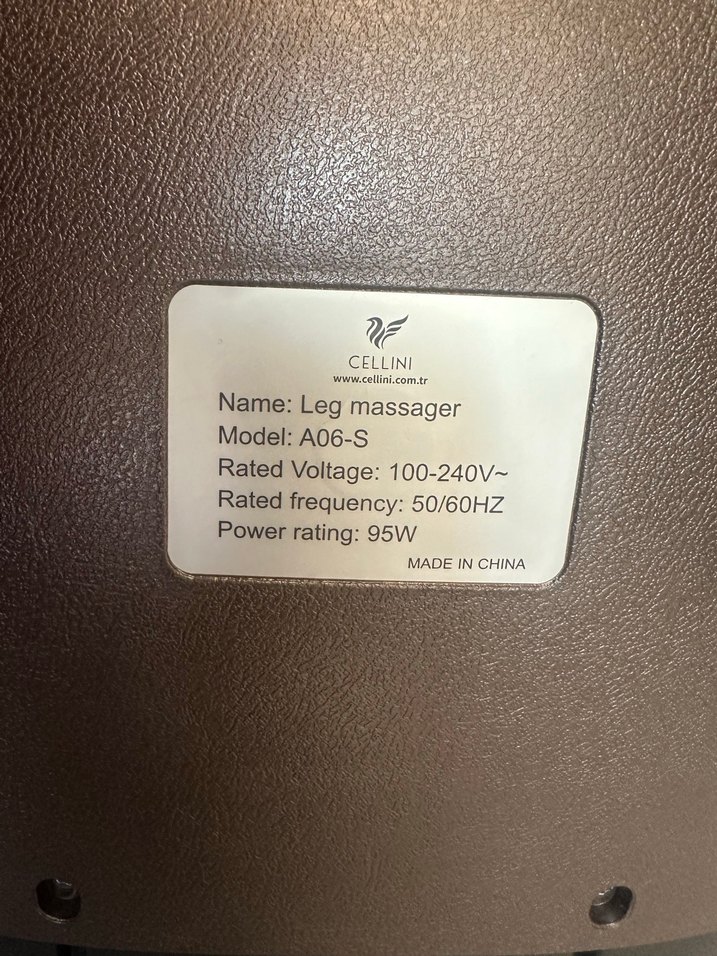 CELLINI
www.cellini.com.tr
Name: Leg massager
Model: A06-S
Rated Voltage: 100-240V~
Rated frequency: 50/60HZ
Power rating: 95W
MADE IN CHINA